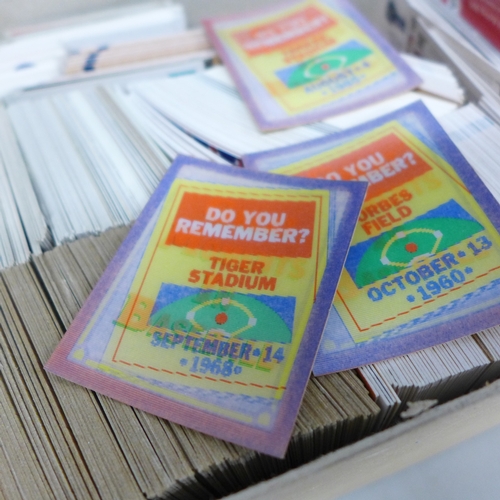 DO YOU
REMEMBER?
TIGER
STADIUM
SEPTEMBER • 14
• 1968 •
DO YOU
REMEMBER?
FORBES
FIELD
OCTOBER • 13
• 1960 •